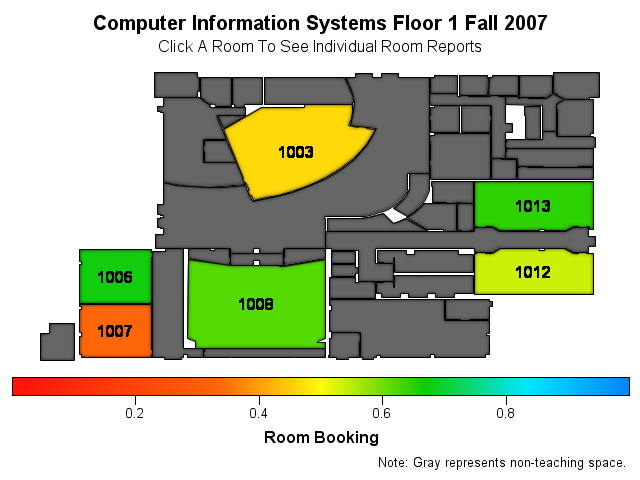 Computer Information Systems Floor 1 Fall 2007
Click A Room To See Individual Room Reports
1003
1013
1012
1006
1008
1007
0.2 0.4 0.6 0.8
Room Booking
Note: Gray represents non-teaching space.